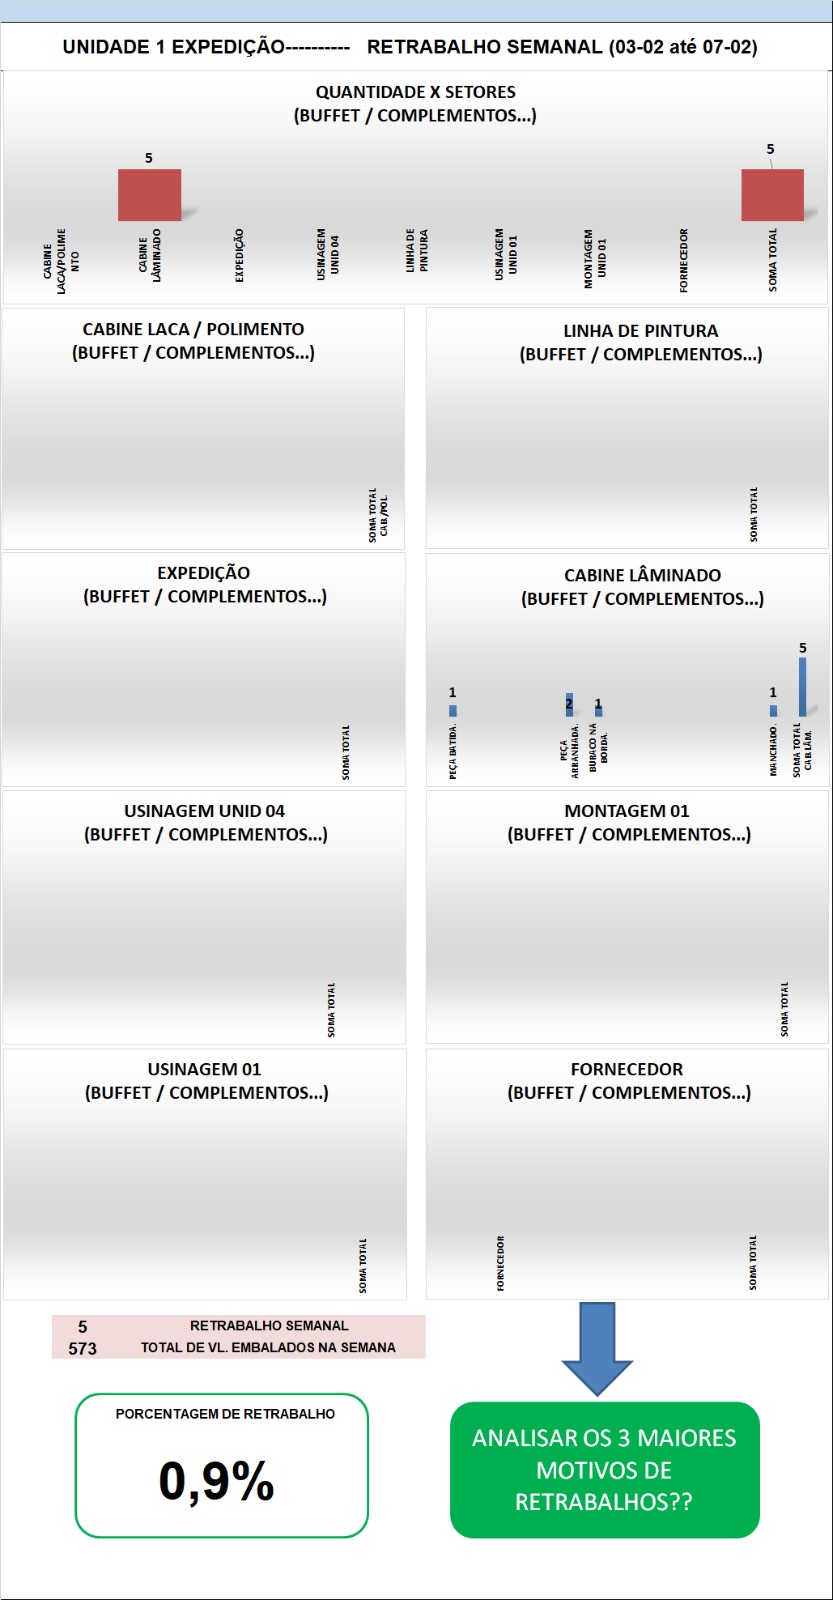 UNIDADE 1 EXPEDIÇÃO---------- RETRABALHO SEMANAL (03-02 até 07-02)
QUANTIDADE X SETORES
(BUFFET / COMPLEMENTOS...)
5
5
CABINE
LACA/POLIME
NTO
CABINE
LÂMINADO
EXPEDIÇÃO
USINAGEM
UNID 04
LINHA DE
PINTURA
USINAGEM
UNID 01
MONTAGEM
UNID 01
FORNECEDOR
SOMA TOTAL
CABINE LACA / POLIMENTO
(BUFFET / COMPLEMENTOS...)
SOMA TOTAL
CAB./POL.
LINHA DE PINTURA
(BUFFET / COMPLEMENTOS...)
SOMA TOTAL
EXPEDIÇÃO
(BUFFET / COMPLEMENTOS...)
SOMA TOTAL
CABINE LÂMINADO
(BUFFET / COMPLEMENTOS...)
1
2
1
1
5
PEÇA BATIDA.
PEÇA
ARRANHADA.
BURACO NA
BORDA.
MANCHADO.
SOMA TOTAL
CAB.LÂM.
USINAGEM UNID 04
(BUFFET / COMPLEMENTOS...)
SOMA TOTAL
MONTAGEM 01
(BUFFET / COMPLEMENTOS...)
SOMA TOTAL
USINAGEM 01
(BUFFET / COMPLEMENTOS...)
SOMA TOTAL
FORNECEDOR
(BUFFET / COMPLEMENTOS...)
FORNECEDOR
SOMA TOTAL
5 RETRABALHO SEMANAL
573 TOTAL DE VL. EMBALADOS NA SEMANA
PORCENTAGEM DE RETRABALHO
0,9%
ANALISAR OS 3 MAIORES
MOTIVOS DE
RETRABALHOS??